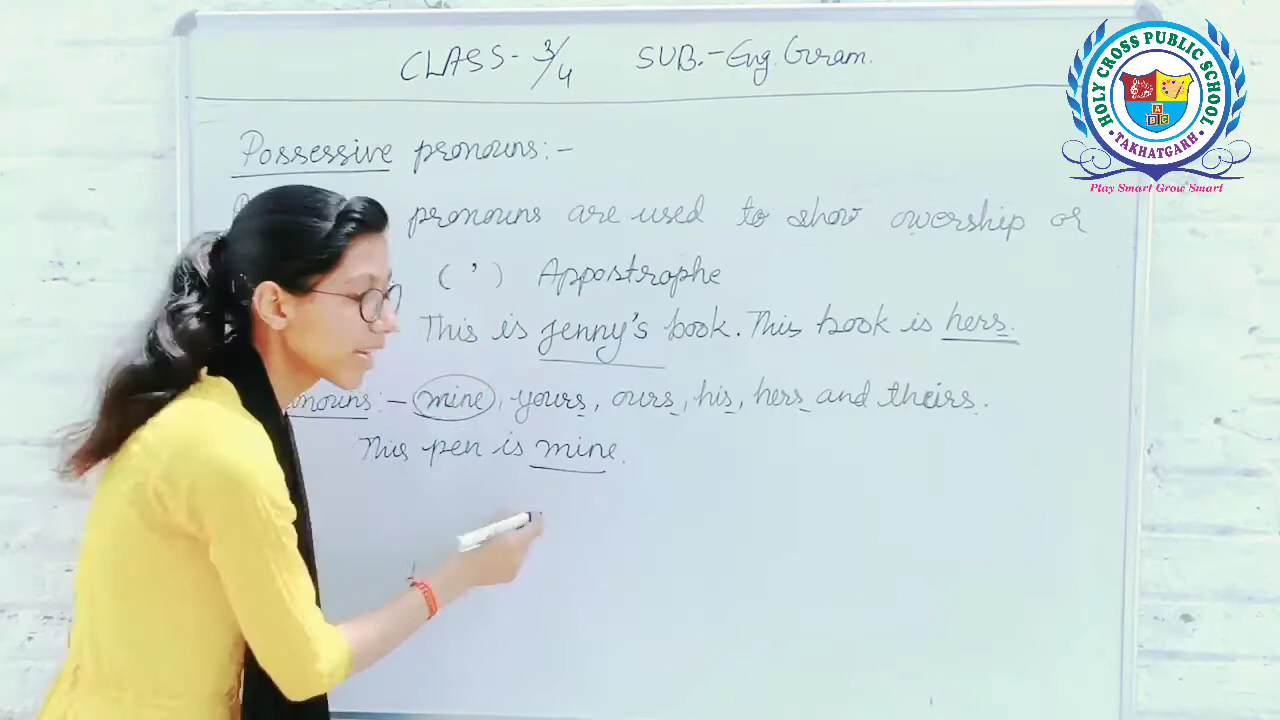 CLASS- 3/4 SUB.- Eng. Gram.
Possessive pronouns:-
pronouns are used to show owership or
( ' ) Appostrophe
This is Jenny's book. This book is hers.
nouns:- mine, yours, ours, his, hers and theirs.
This pen is mine.
HOLY CROSS PUBLIC SCHOOL
• TAKHATGARH •
A
B C
Play Smart Grow Smart